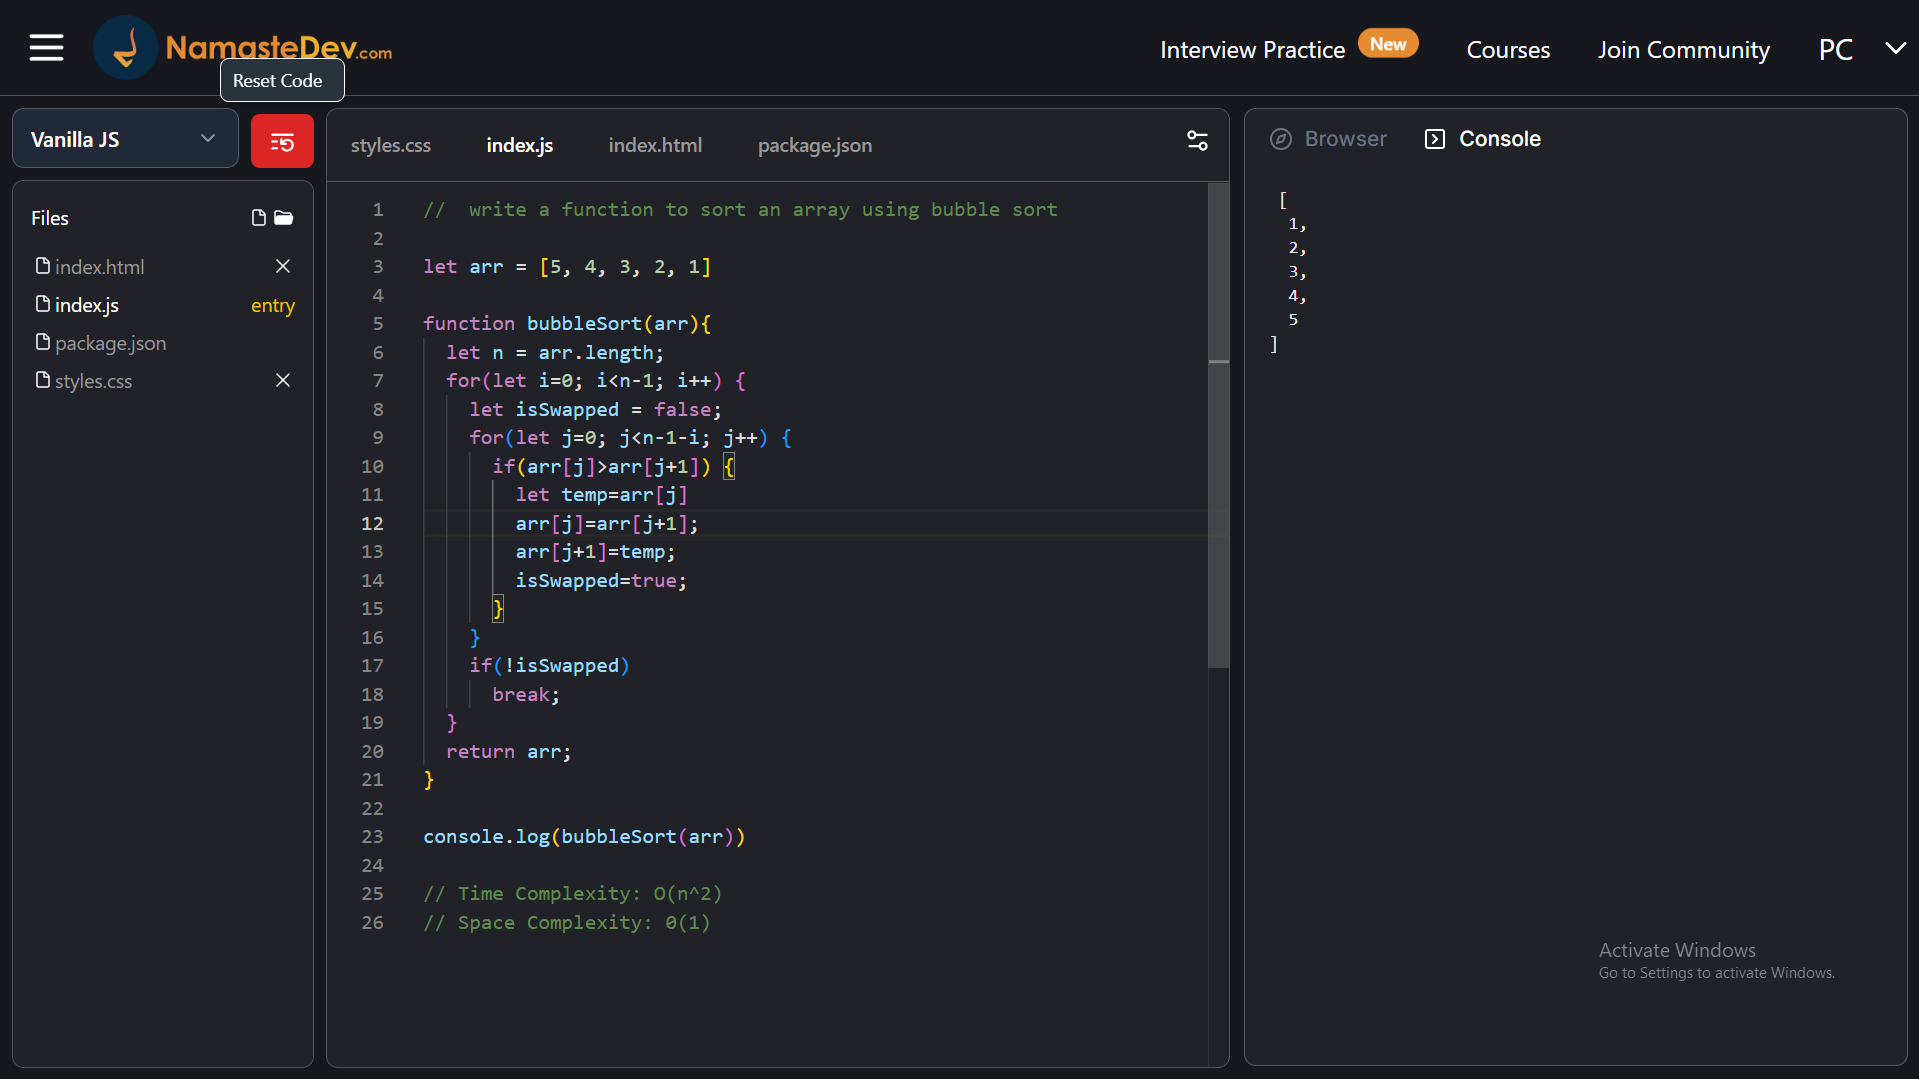 NamasteDev.com
Reset Code
Interview Practice New Courses Join Community PC
Vanilla JS
Files
index.html
index.js entry
package.json
styles.css
styles.css index.js index.html package.json
1 //  write a function to sort an array using bubble sort
2
3 let arr = [5, 4, 3, 2, 1]
4
5 function bubbleSort(arr){
6   let n = arr.length;
7   for(let i=0; i<n-1; i++) {
8     let isSwapped = false;
9     for(let j=0; j<n-1-i; j++) {
10       if(arr[j]>arr[j+1]) {
11         let temp=arr[j]
12         arr[j]=arr[j+1];
13         arr[j+1]=temp;
14         isSwapped=true;
15       }
16     }
17     if(!isSwapped)
18       break;
19   }
20   return arr;
21 }
22
23 console.log(bubbleSort(arr))
24
25 // Time Complexity: O(n^2)
26 // Space Complexity: 0(1)
Browser Console
[
1,
2,
3,
4,
5
]
Activate Windows
Go to Settings to activate Windows.